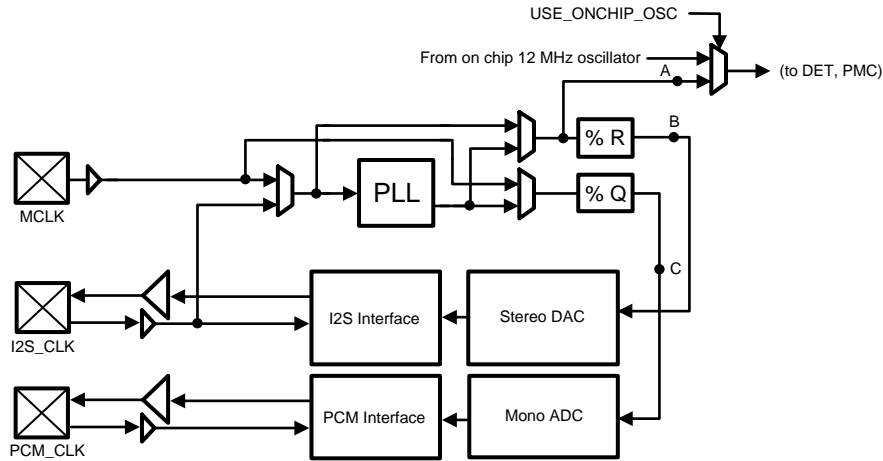 USE_ONCHIP_OSC
From on chip 12 MHz oscillator
A
(to DET, PMC)
B
% R
MCLK
PLL
% Q
C
I2S_CLK
I2S Interface
Stereo DAC
PCM_CLK
PCM Interface
Mono ADC